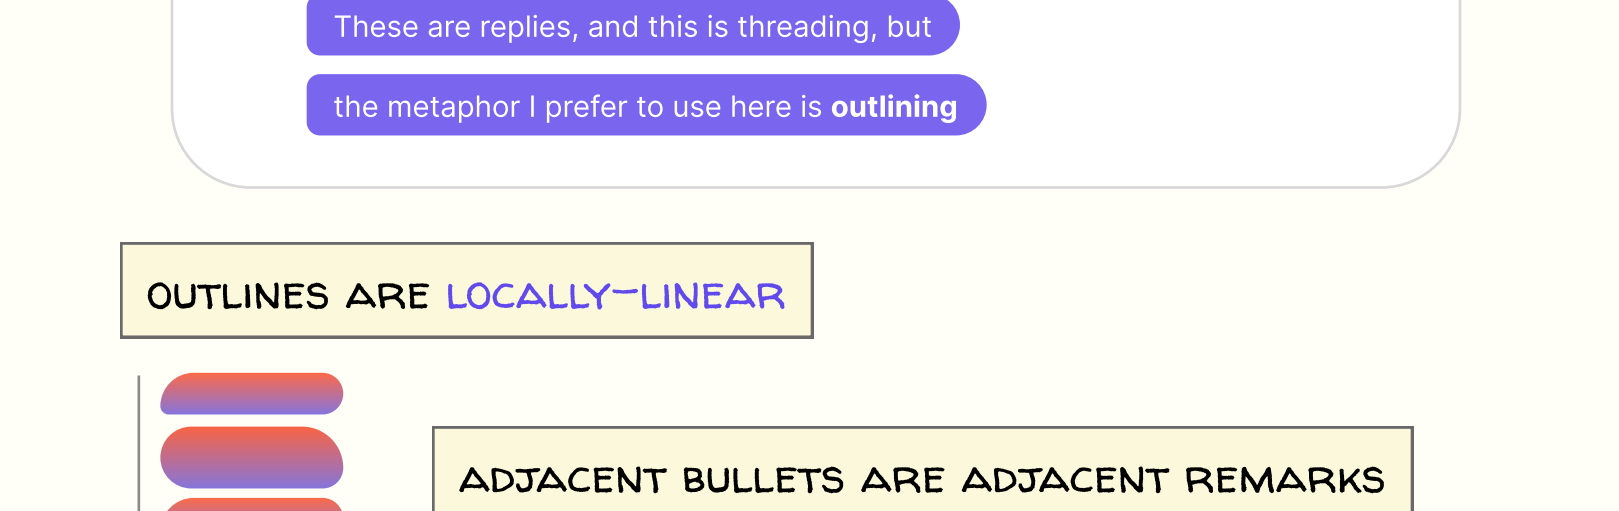 These are replies, and this is threading, but
the metaphor I prefer to use here is outlining
OUTLINES ARE LOCALLY-LINEAR
ADJACENT BULLETS ARE ADJACENT REMARKS